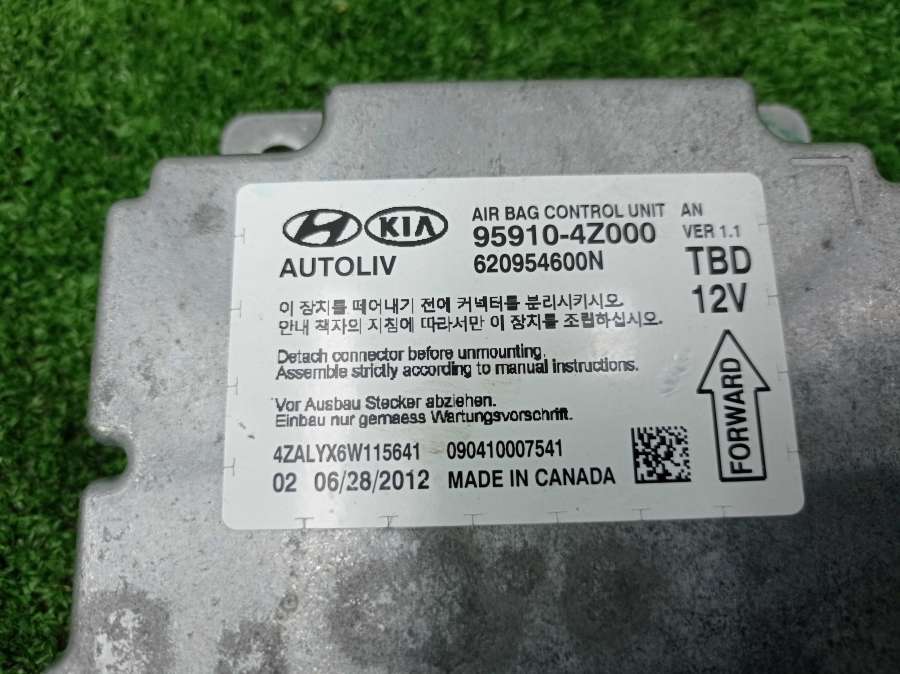 KIA AIR BAG CONTROL UNIT AN
95910-4Z000 VER 1.1
AUTOLIV 620954600N TBD
12V
이 장치를 떼어내기 전에 커넥터를 분리시키시오.
안내 책자의 지침에 따라서만 이 장치를 조립하십시오.
Detach connector before unmounting.
Assemble strictly according to manual instructions.
Vor Ausbau Stecker abziehen.
Einbau nur gemaess Wartungsvorschrift.
4ZALYX6W115641 090410007541
02 06/28/2012 MADE IN CANADA
FORWARD